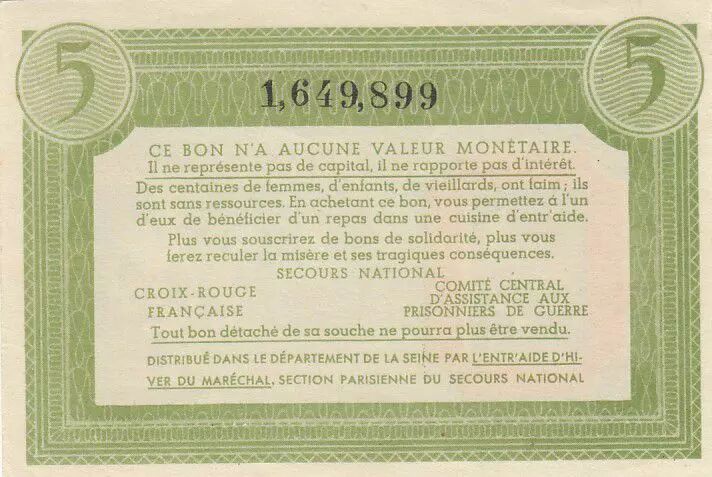 5 5
1,649,899
CE BON N'A AUCUNE VALEUR MONÉTAIRE.
Il ne représente pas de capital, il ne rapporte pas d'intérêt.
Des centaines de femmes, d'enfants, de vieillards, ont faim ; ils
sont sans ressources. En achetant ce bon, vous permettez à l'un
d'eux de bénéficier d'un repas dans une cuisine d'entr'aide.
Plus vous souscrirez de bons de solidarité, plus vous
ferez reculer la misère et ses tragiques conséquences.
SECOURS NATIONAL
CROIX-ROUGE
FRANÇAISE
COMITÉ CENTRAL
D'ASSISTANCE AUX
PRISONNIERS DE GUERRE
Tout bon détaché de sa souche ne pourra plus être vendu.
DISTRIBUÉ DANS LE DÉPARTEMENT DE LA SEINE PAR L'ENTR'AIDE D'HI-
VER DU MARÉCHAL, SECTION PARISIENNE DU SECOURS NATIONAL